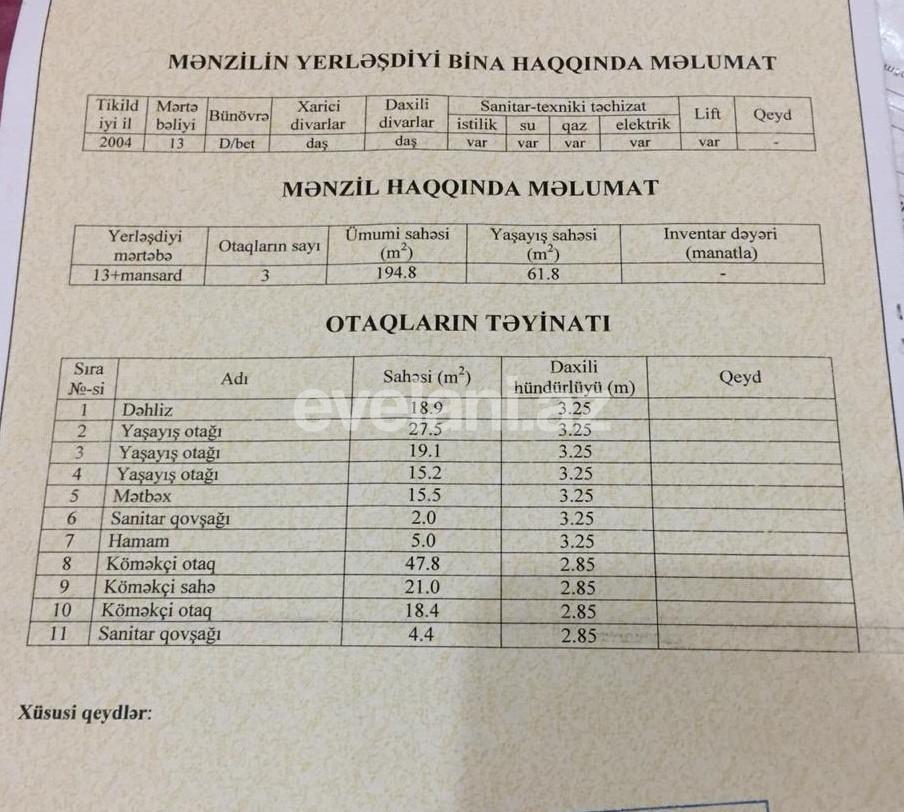 MƏNZİLİN YERLƏŞDİYİ BİNA HAQQINDA MƏLUMAT
Tikild iyi il | Mərtə bəliyi | Bünövrə | Xarici divarlar | Daxili divarlar | Sanitar-texniki təchizat | Lift | Qeyd
istilik | su | qaz | elektrik
2004 | 13 | D/bet | daş | daş | var | var | var | var | var | -
MƏNZİL HAQQINDA MƏLUMAT
Yerləşdiyi mərtəbə | Otaqların sayı | Ümumi sahəsi (m²) | Yaşayış sahəsi (m²) | Inventar dəyəri (manatla)
13+mansard | 3 | 194.8 | 61.8 | -
OTAQLARIN TƏYİNATI
Sıra №-si | Adı | Sahəsi (m²) | Daxili hündürlüyü (m) | Qeyd
1 | Dəhliz | 18.9 | 3.25
2 | Yaşayış otağı | 27.5 | 3.25
3 | Yaşayış otağı | 19.1 | 3.25
4 | Yaşayış otağı | 15.2 | 3.25
5 | Mətbəx | 15.5 | 3.25
6 | Sanitar qovşağı | 2.0 | 3.25
7 | Hamam | 5.0 | 3.25
8 | Köməkçi otaq | 47.8 | 2.85
9 | Köməkçi sahə | 21.0 | 2.85
10 | Köməkçi otaq | 18.4 | 2.85
11 | Sanitar qovşağı | 4.4 | 2.85
Xüsusi qeydlər:
evelani.az